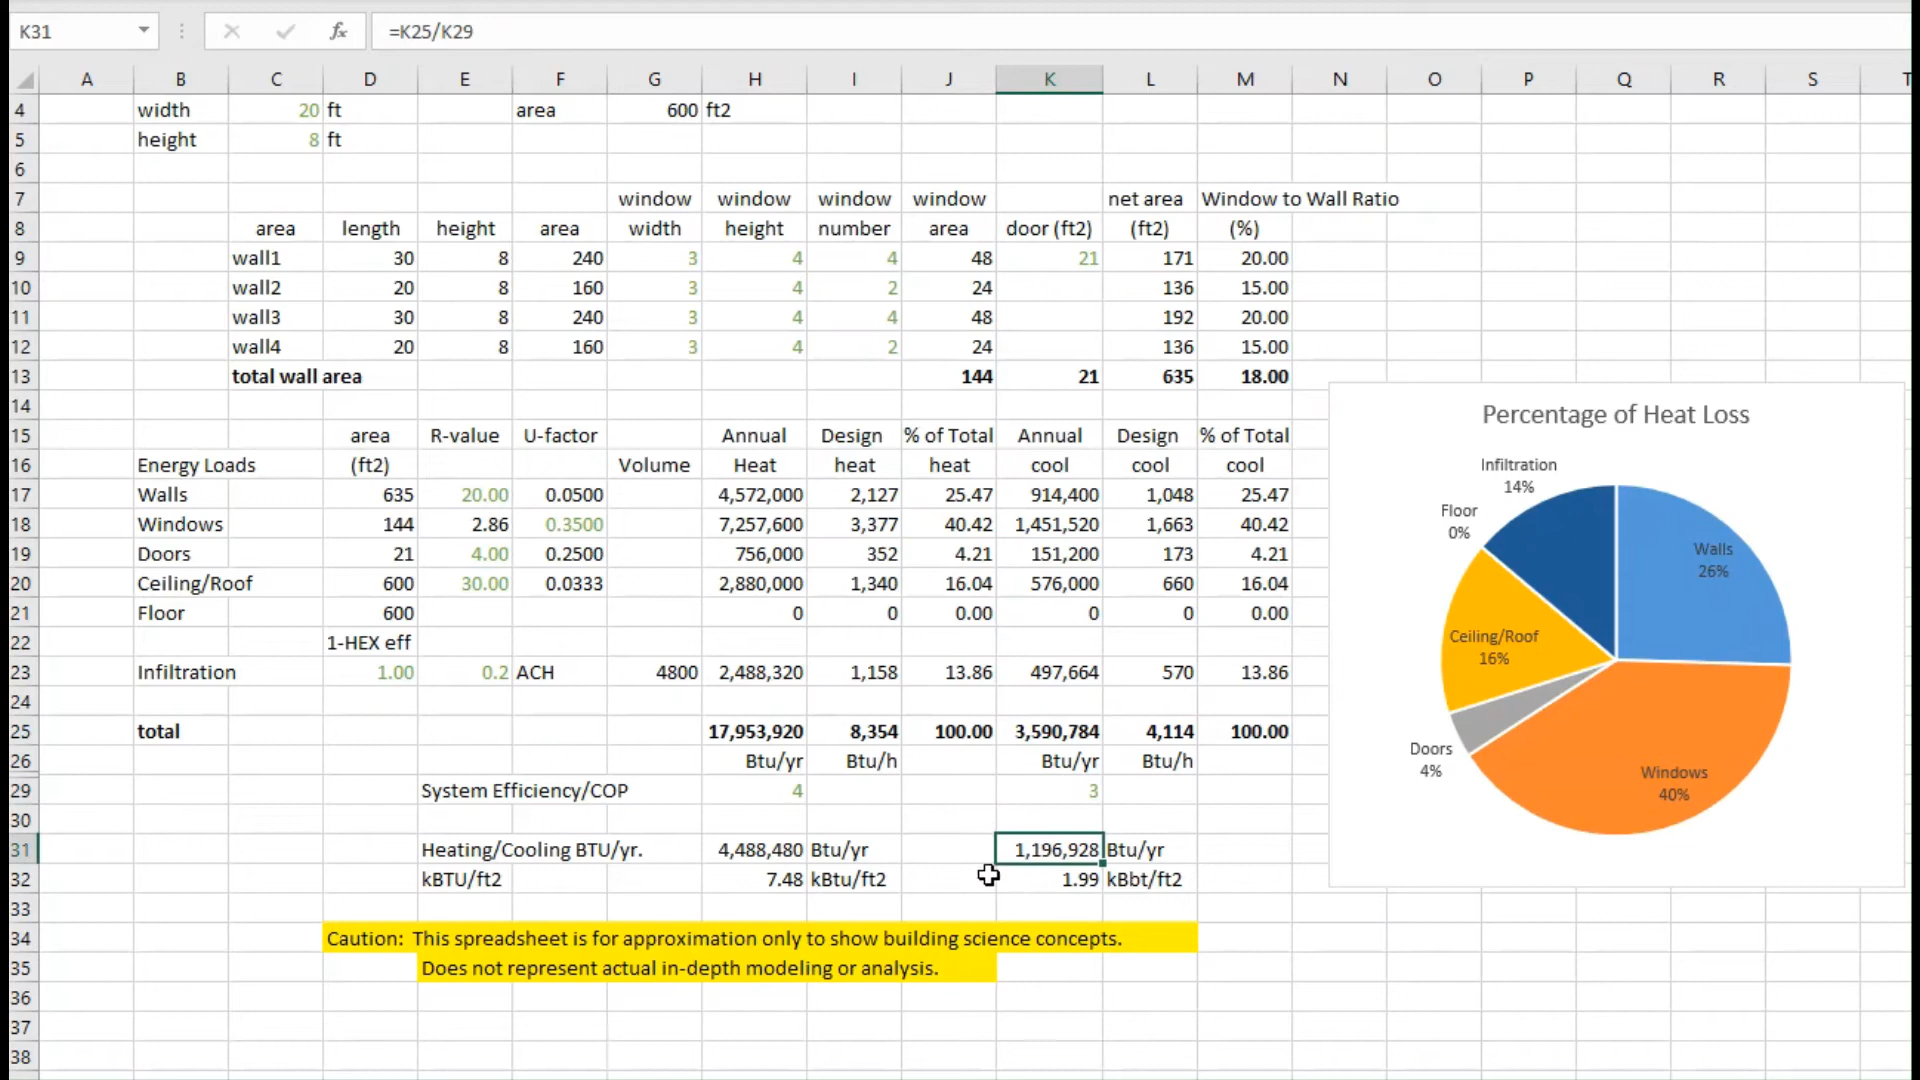 K31 fx =K25/K29
A B C D E F G H I J K L M N O P Q R S T
4 width 20 ft area 600 ft2
5 height 8 ft
6
7 window window window window net area Window to Wall Ratio
8 area length height area width height number area door (ft2) (ft2) (%)
9 wall1 30 8 240 3 4 4 48 21 171 20.00
10 wall2 20 8 160 3 4 2 24 136 15.00
11 wall3 30 8 240 3 4 4 48 192 20.00
12 wall4 20 8 160 3 4 2 24 136 15.00
13 total wall area 144 21 635 18.00
14
15 area R-value U-factor Annual Design % of Total Annual Design % of Total
16 Energy Loads (ft2) Volume Heat heat heat cool cool cool
17 Walls 635 20.00 0.0500 4,572,000 2,127 25.47 914,400 1,048 25.47
18 Windows 144 2.86 0.3500 7,257,600 3,377 40.42 1,451,520 1,663 40.42
19 Doors 21 4.00 0.2500 756,000 352 4.21 151,200 173 4.21
20 Ceiling/Roof 600 30.00 0.0333 2,880,000 1,340 16.04 576,000 660 16.04
21 Floor 600 0 0 0.00 0 0 0.00
22 1-HEX eff
23 Infiltration 1.00 0.2 ACH 4800 2,488,320 1,158 13.86 497,664 570 13.86
24
25 total 17,953,920 8,354 100.00 3,590,784 4,114 100.00
26 Btu/yr Btu/h Btu/yr Btu/h
29 System Efficiency/COP 4 3
30
31 Heating/Cooling BTU/yr. 4,488,480 Btu/yr 1,196,928 Btu/yr
32 kBTU/ft2 7.48 kBtu/ft2 1.99 kBbt/ft2
33
34 Caution: This spreadsheet is for approximation only to show building science concepts.
35 Does not represent actual in-depth modeling or analysis.
36
37
38
Percentage of Heat Loss
Infiltration
14%
Floor
0%
Walls
26%
Ceiling/Roof
16%
Doors
4%
Windows
40%